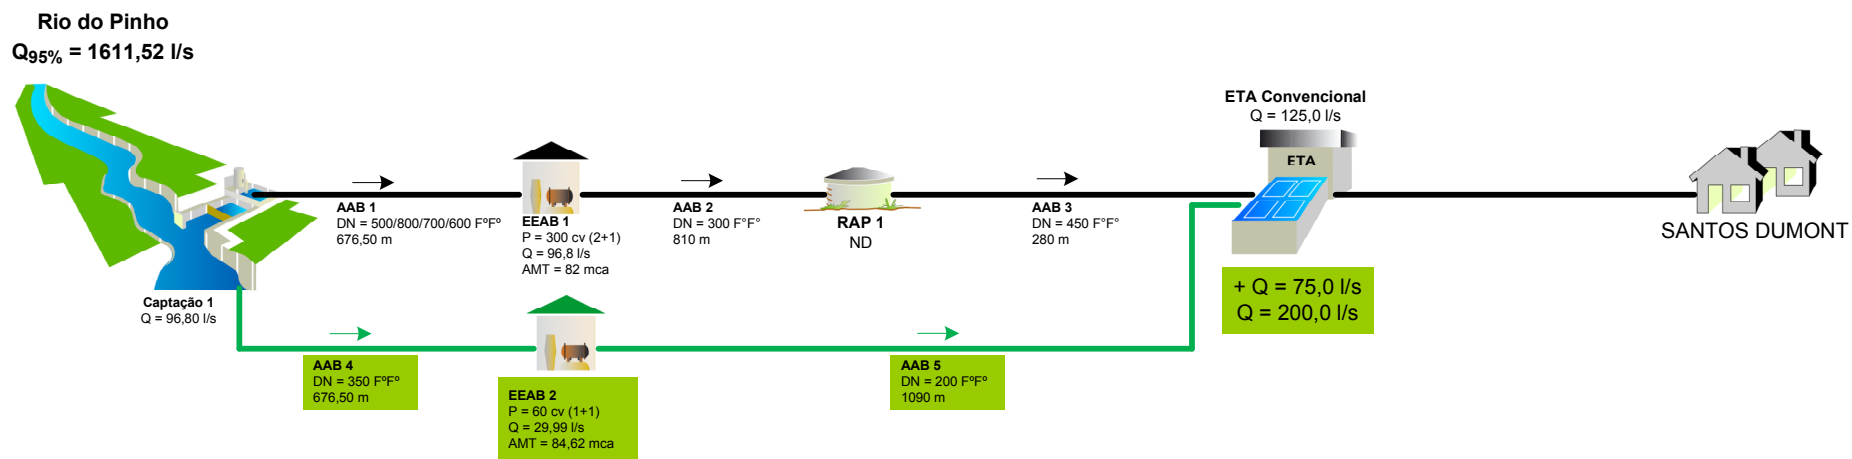 Rio do Pinho
Q95% = 1611,52 l/s
ETA Convencional
Q = 125,0 l/s
ETA
AAB 1
DN = 500/800/700/600 FºFº
676,50 m
EEAB 1
P = 300 cv (2+1)
Q = 96,8 l/s
AMT = 82 mca
AAB 2
DN = 300 F°F°
810 m
RAP 1
ND
AAB 3
DN = 450 F°F°
280 m
SANTOS DUMONT
Captação 1
Q = 96,80 l/s
+ Q = 75,0 l/s
Q = 200,0 l/s
AAB 4
DN = 350 FºFº
676,50 m
EEAB 2
P = 60 cv (1+1)
Q = 29,99 l/s
AMT = 84,62 mca
AAB 5
DN = 200 FºFº
1090 m